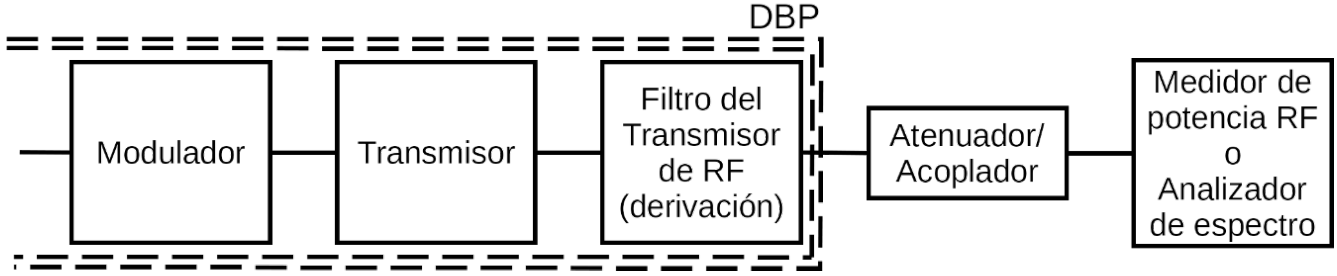 DBP
Modulador
Transmisor
Filtro del
Transmisor
de RF
(derivación)
Atenuador/
Acoplador
Medidor de
potencia RF
o
Analizador
de espectro